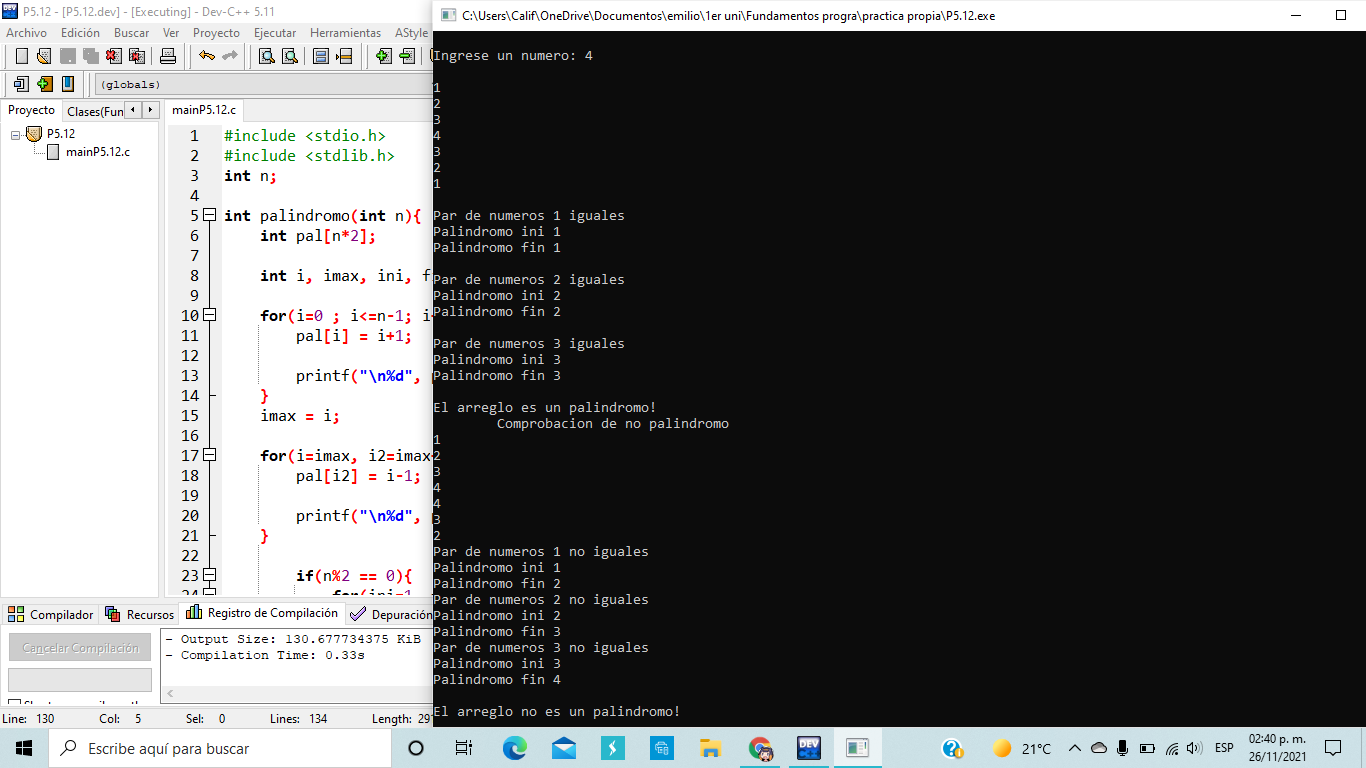 P5.12 - [P5.12.dev] - [Executing] - Dev-C++ 5.11
Archivo Edición Buscar Ver Proyecto Ejecutar Herramientas AStyle
(globals)
Proyecto Clases(Fun
P5.12
mainP5.12.c
mainP5.12.c
1 #include <stdio.h>
2 #include <stdlib.h>
3 int n;
4
5 int palindromo(int n){
6 int pal[n*2];
7
8 int i, imax, ini, f
9
10 for(i=0 ; i<=n-1; i
11 pal[i] = i+1;
12
13 printf("\n%d",
14 }
15 imax = i;
16
17 for(i=imax, i2=imax
18 pal[i2] = i-1;
19
20 printf("\n%d",
21 }
22
23 if(n%2 == 0){
Compilador Recursos Registro de Compilación Depuración
Cancelar Compilación
- Output Size: 130.677734375 KiB
- Compilation Time: 0.33s
Line: 130 Col: 5 Sel: 0 Lines: 134 Length: 291
C:\Users\Calif\OneDrive\Documentos\emilio\1er uni\Fundamentos progra\practica propia\P5.12.exe
Ingrese un numero: 4
1
2
3
4
3
2
1
Par de numeros 1 iguales
Palindromo ini 1
Palindromo fin 1
Par de numeros 2 iguales
Palindromo ini 2
Palindromo fin 2
Par de numeros 3 iguales
Palindromo ini 3
Palindromo fin 3
El arreglo es un palindromo!
Comprobacion de no palindromo
1
2
3
4
4
3
2
Par de numeros 1 no iguales
Palindromo ini 1
Palindromo fin 2
Par de numeros 2 no iguales
Palindromo ini 2
Palindromo fin 3
Par de numeros 3 no iguales
Palindromo ini 3
Palindromo fin 4
El arreglo no es un palindromo!
Escribe aquí para buscar
21°C
ESP
02:40 p. m.
26/11/2021